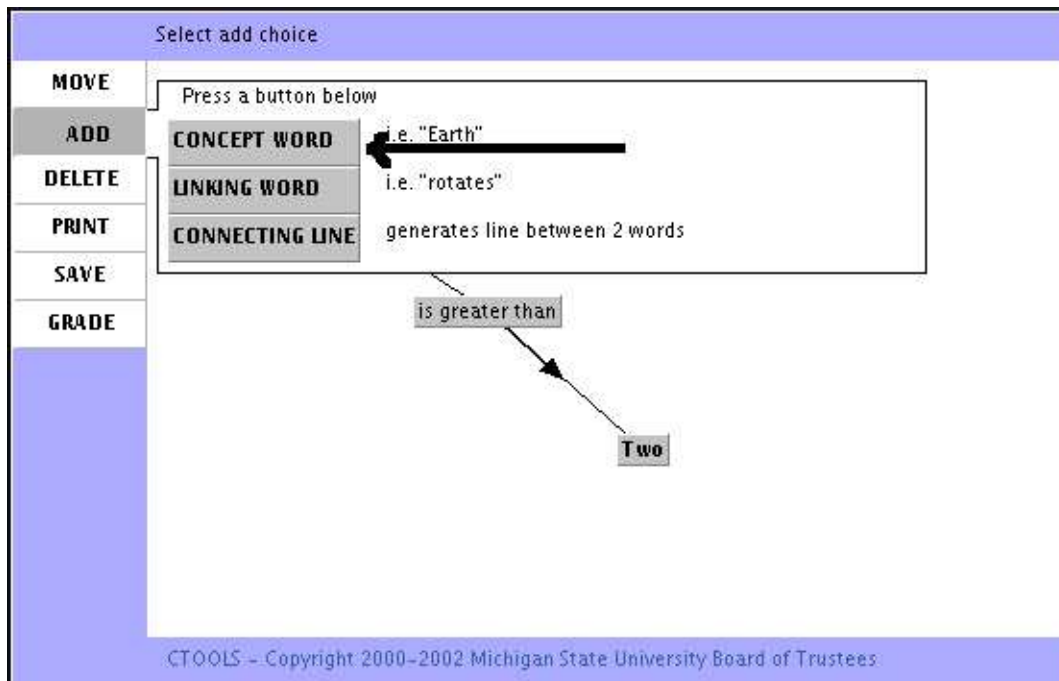 Select add choice
MOVE
ADD
DELETE
PRINT
SAVE
GRADE
Press a button below
CONCEPT WORD i.e. "Earth"
LINKING WORD i.e. "rotates"
CONNECTING LINE generates line between 2 words
is greater than
Two
CTOOLS - Copyright 2000-2002 Michigan State University Board of Trustees